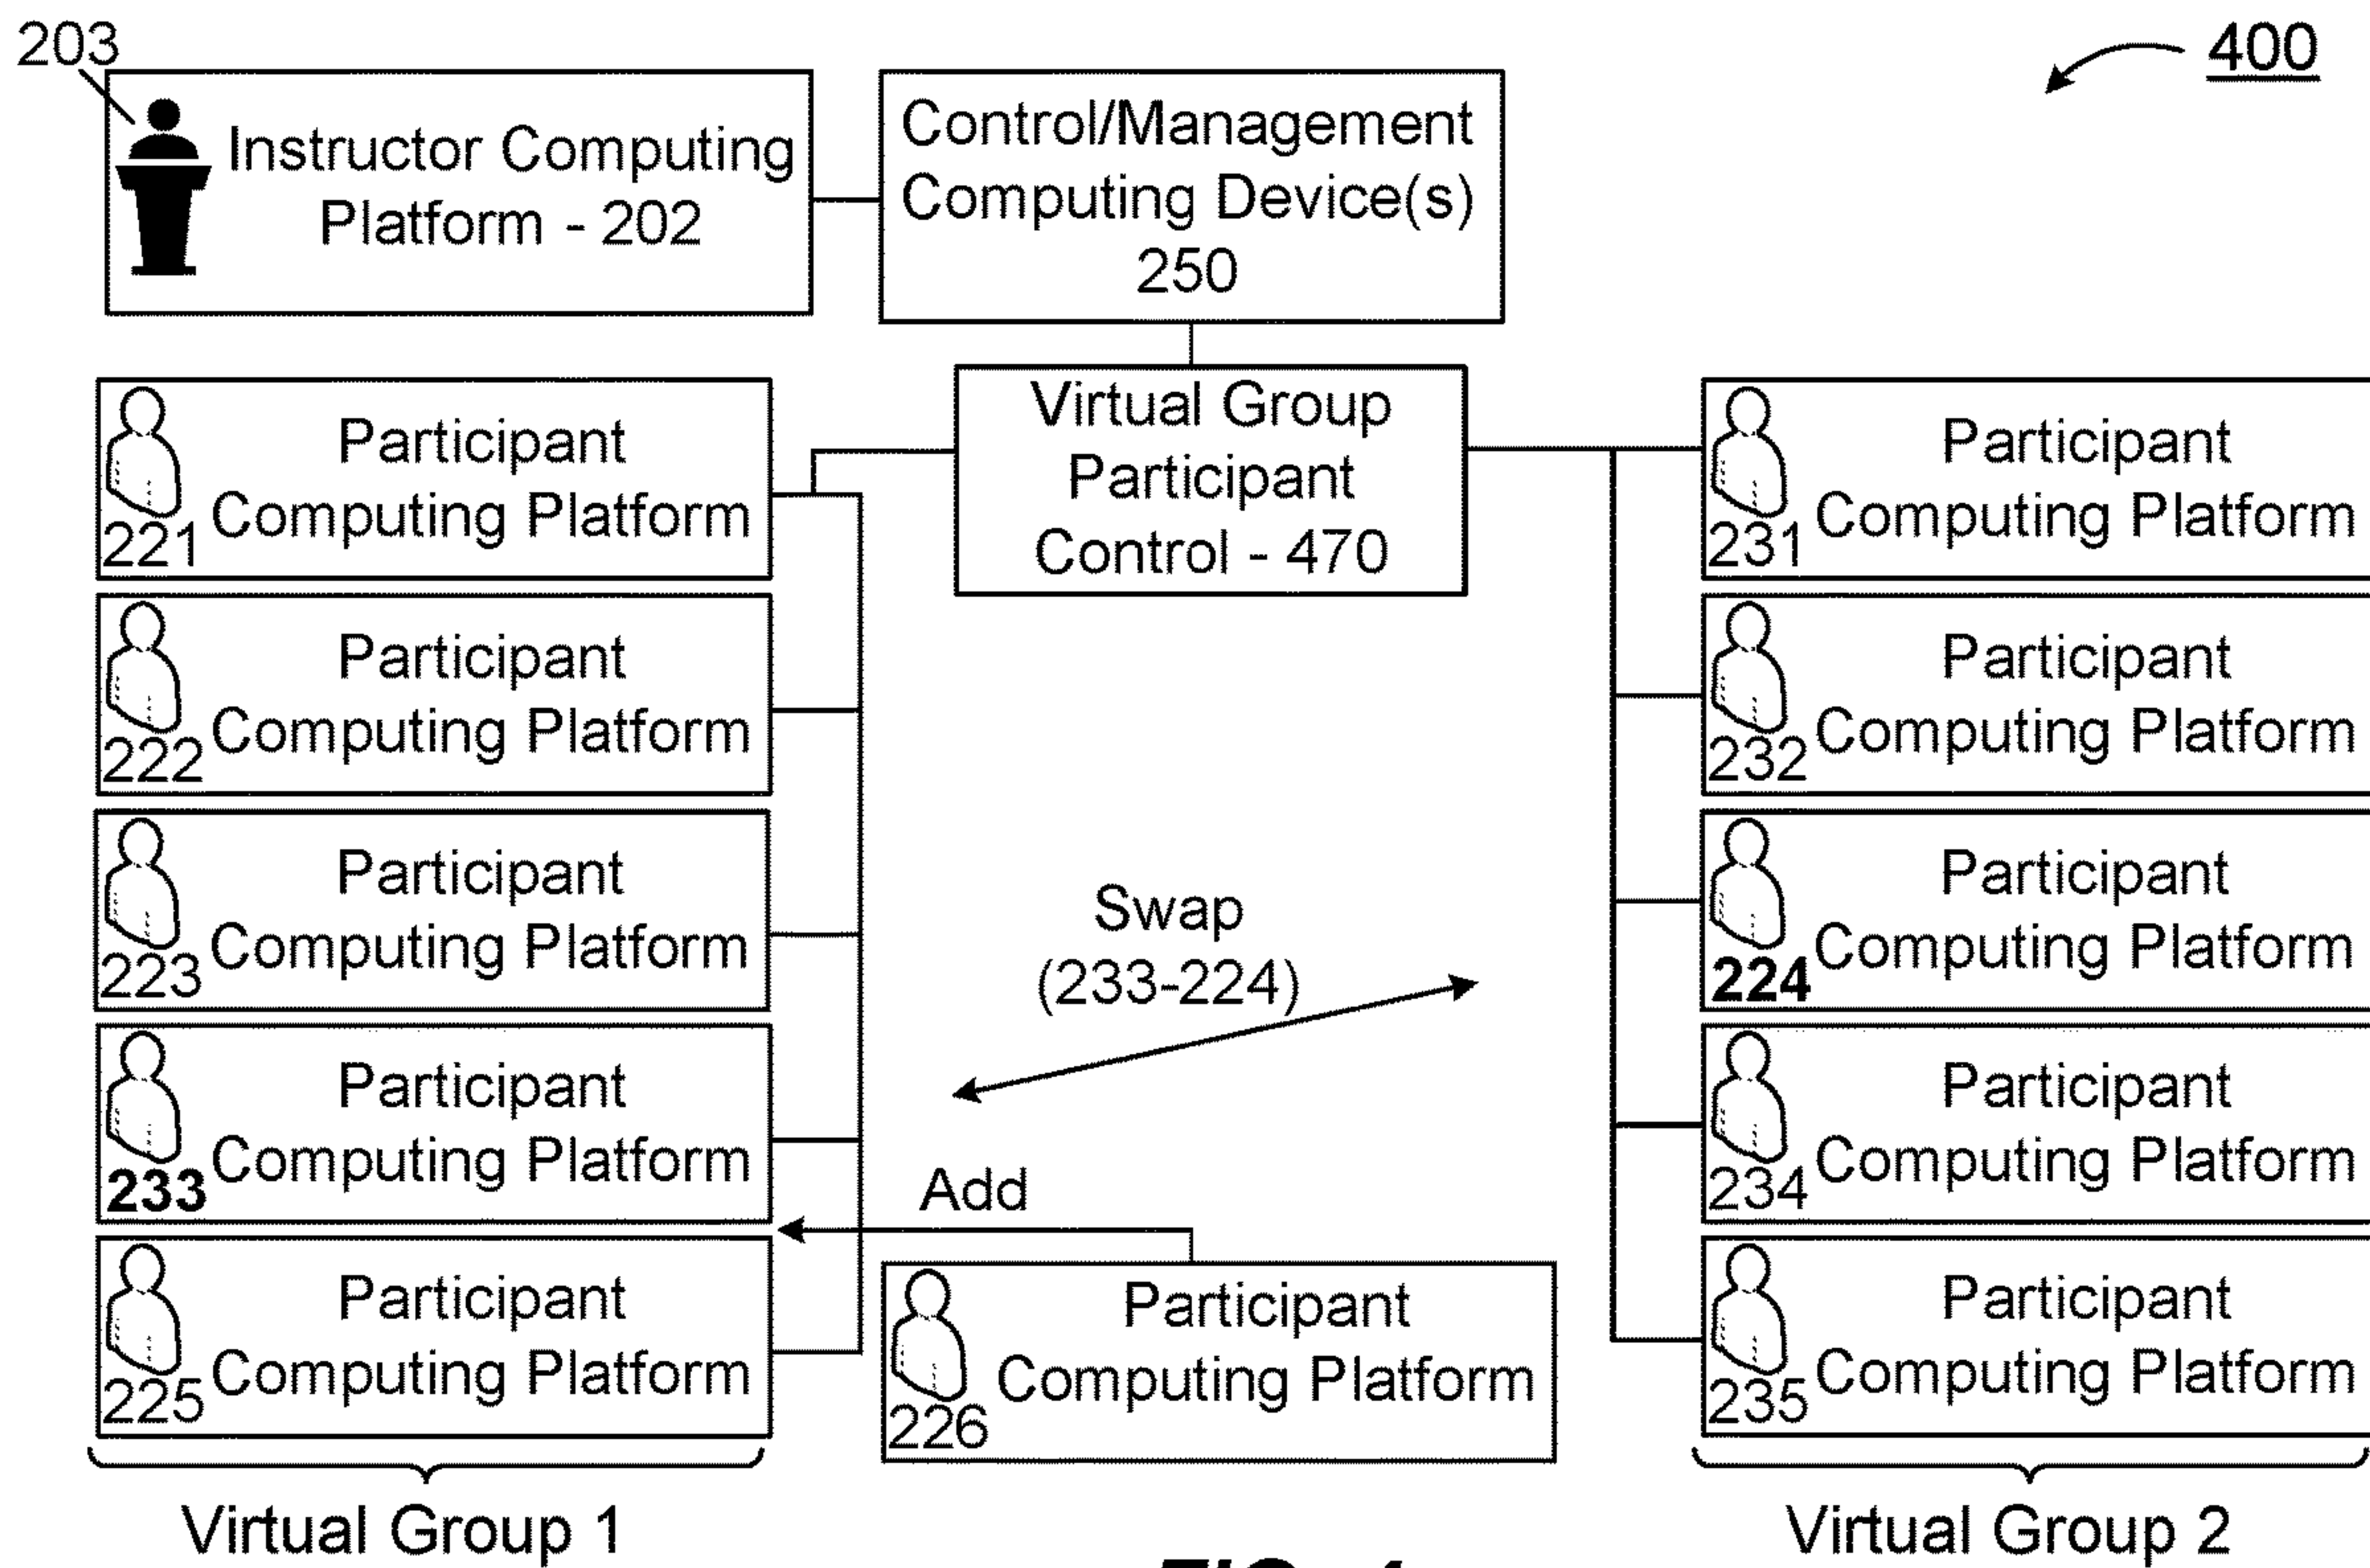 203
400
Instructor Computing
Platform - 202
Control/Management
Computing Device(s)
250
Virtual Group
Participant
Control - 470
Participant
Computing Platform
221
Participant
Computing Platform
222
Participant
Computing Platform
223
Participant
Computing Platform
233
Participant
Computing Platform
225
Swap
(233-224)
Add
Participant
Computing Platform
226
Participant
Computing Platform
231
Participant
Computing Platform
232
Participant
Computing Platform
224
Participant
Computing Platform
234
Participant
Computing Platform
235
Virtual Group 1
Virtual Group 2